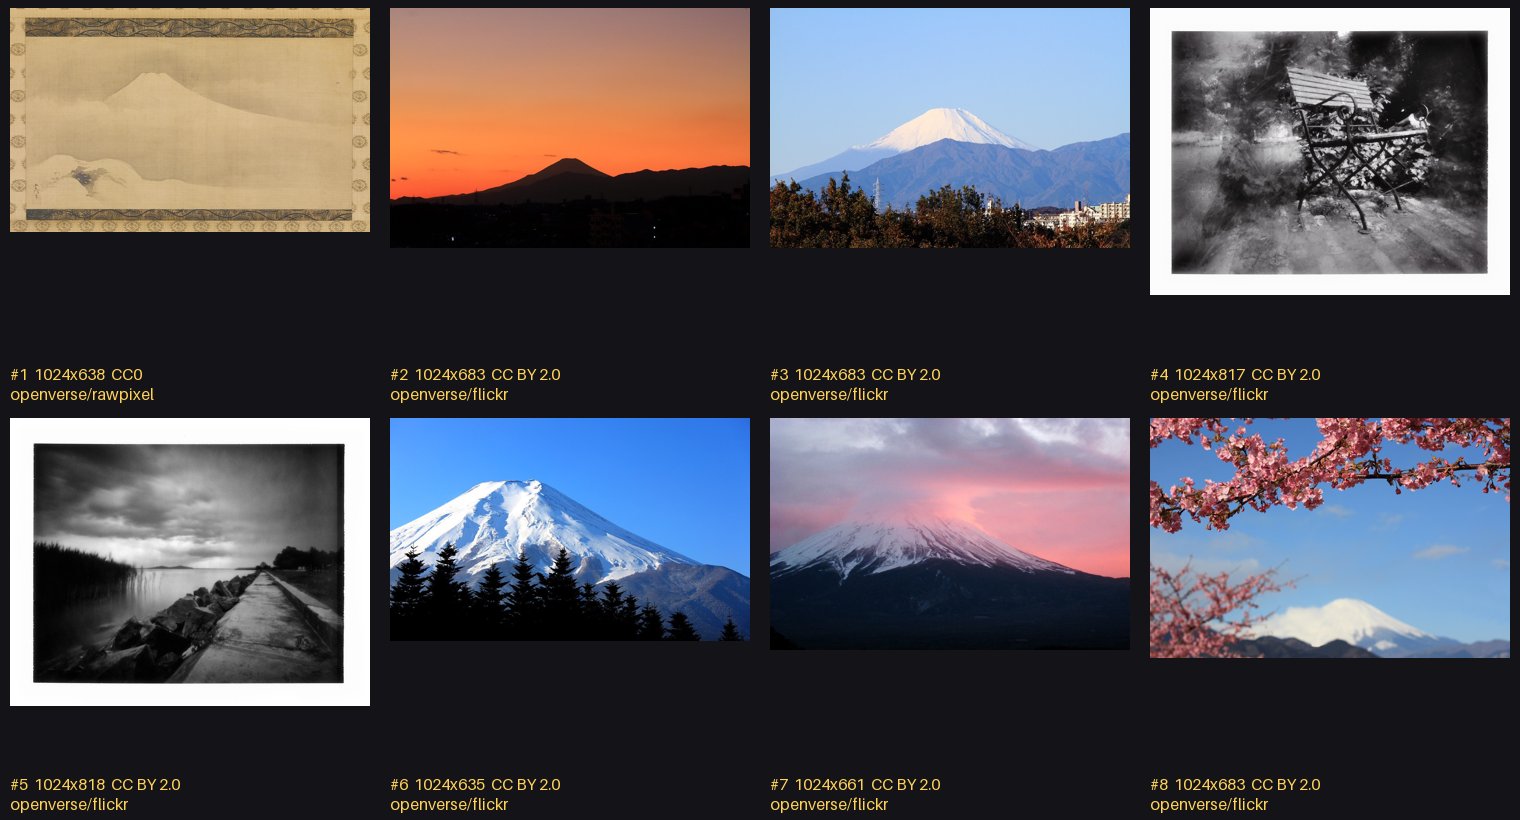 #1 1024x638 CC0
openverse/rawpixel
#2 1024x683 CC BY 2.0
openverse/flickr
#3 1024x683 CC BY 2.0
openverse/flickr
#4 1024x817 CC BY 2.0
openverse/flickr
#5 1024x818 CC BY 2.0
openverse/flickr
#6 1024x635 CC BY 2.0
openverse/flickr
#7 1024x661 CC BY 2.0
openverse/flickr
#8 1024x683 CC BY 2.0
openverse/flickr